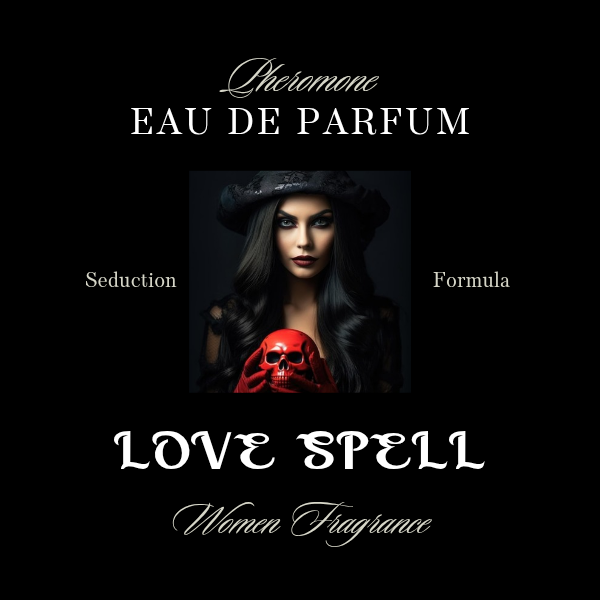 Pheromone
EAU DE PARFUM
Seduction
Formula
LOVE SPELL
Women Fragrance